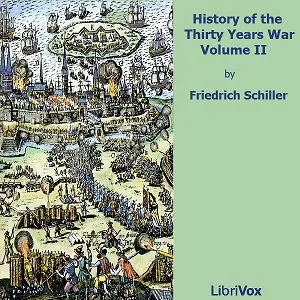 History of the
Thirty Years War
Volume II
by
Friedrich Schiller
LibriVox